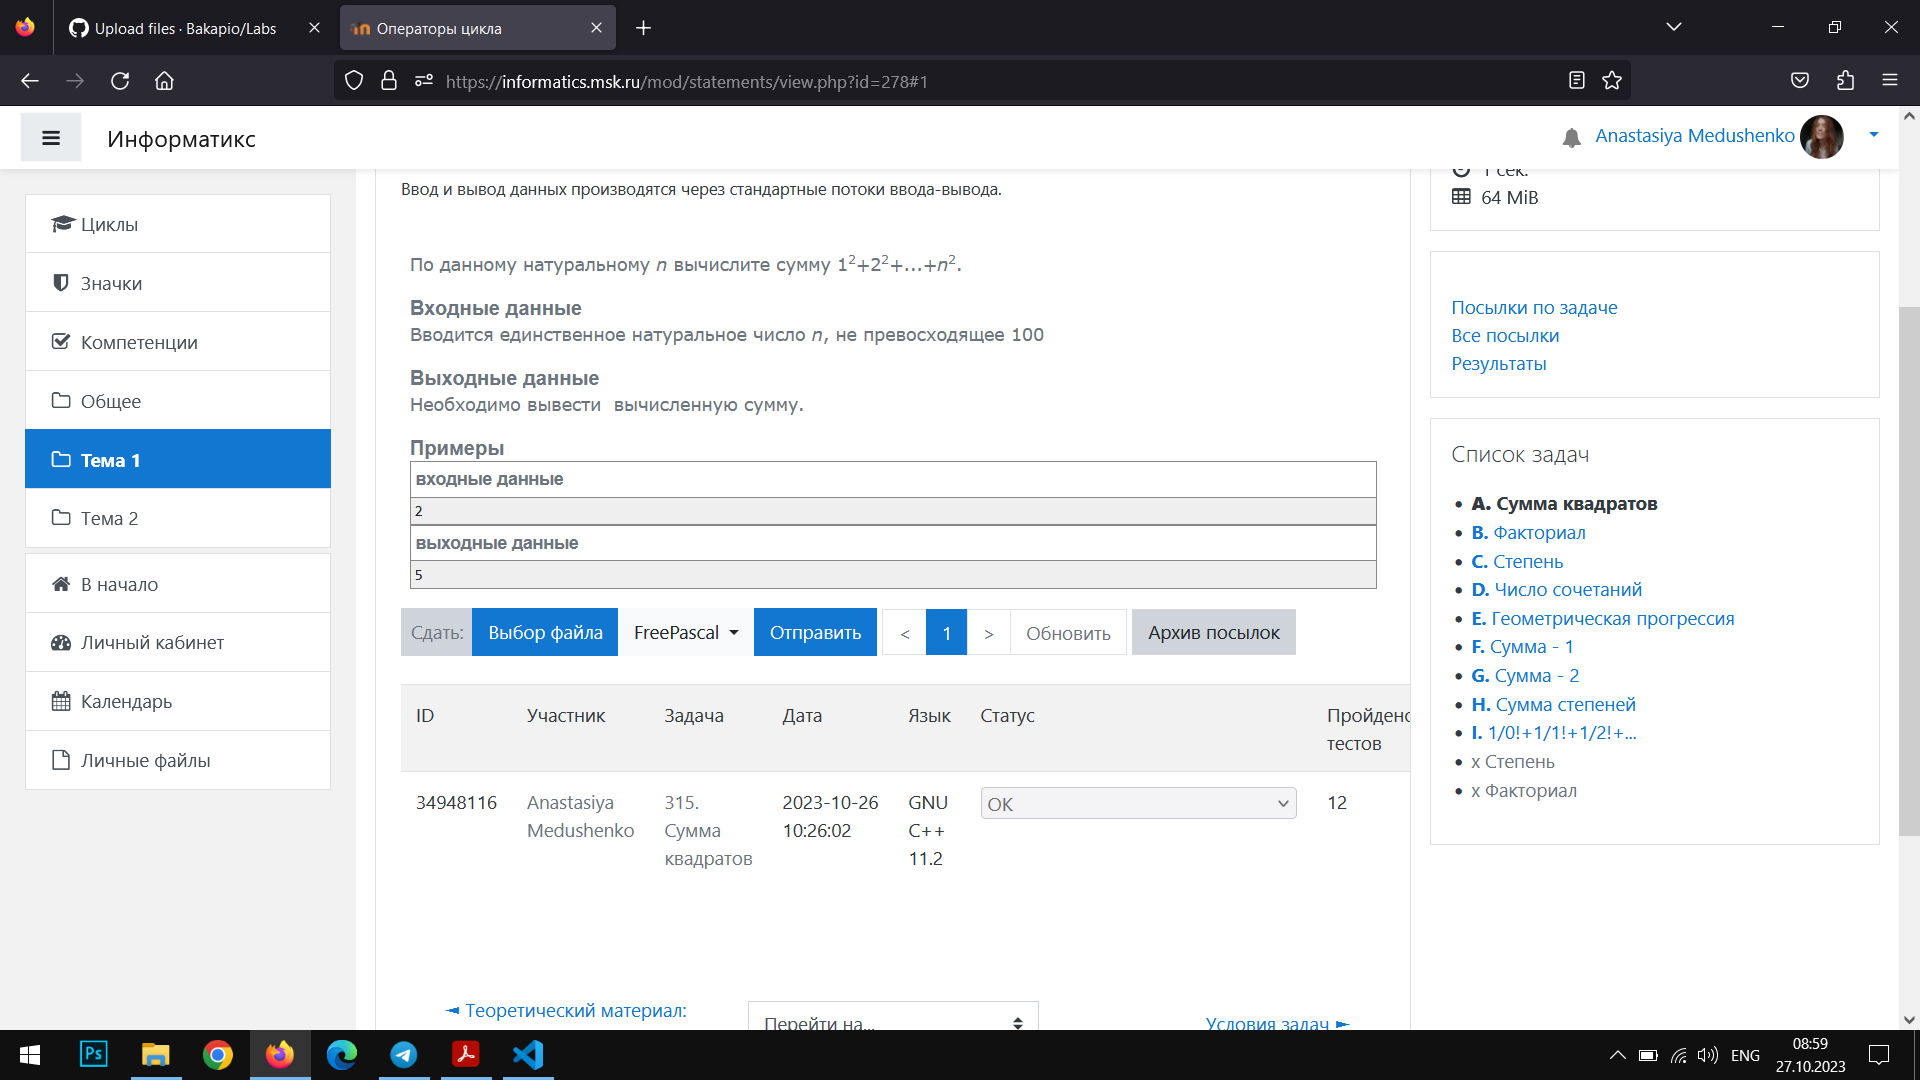 Upload files · Bakapio/Labs
Операторы цикла
https://informatics.msk.ru/mod/statements/view.php?id=278#1
Информатикс
Anastasiya Medushenko
Циклы
Значки
Компетенции
Общее
Тема 1
Тема 2
В начало
Личный кабинет
Календарь
Личные файлы
Ввод и вывод данных производятся через стандартные потоки ввода-вывода.
По данному натуральному n вычислите сумму 1²+2²+...+n².
Входные данные
Вводится единственное натуральное число n, не превосходящее 100
Выходные данные
Необходимо вывести вычисленную сумму.
Примеры
входные данные
2
выходные данные
5
Сдать: Выбор файла FreePascal Отправить < 1 > Обновить Архив посылок
ID Участник Задача Дата Язык Статус Пройдено тестов
34948116 Anastasiya Medushenko 315. Сумма квадратов 2023-10-26 10:26:02 GNU C++ 11.2 OK 12
◄ Теоретический материал:
Перейти на...
Условия задач ►
1 сек.
64 MiB
Посылки по задаче
Все посылки
Результаты
Список задач
A. Сумма квадратов
B. Факториал
C. Степень
D. Число сочетаний
E. Геометрическая прогрессия
F. Сумма - 1
G. Сумма - 2
H. Сумма степеней
I. 1/0!+1/1!+1/2!+...
x Степень
x Факториал
Ps
ENG
08:59
27.10.2023